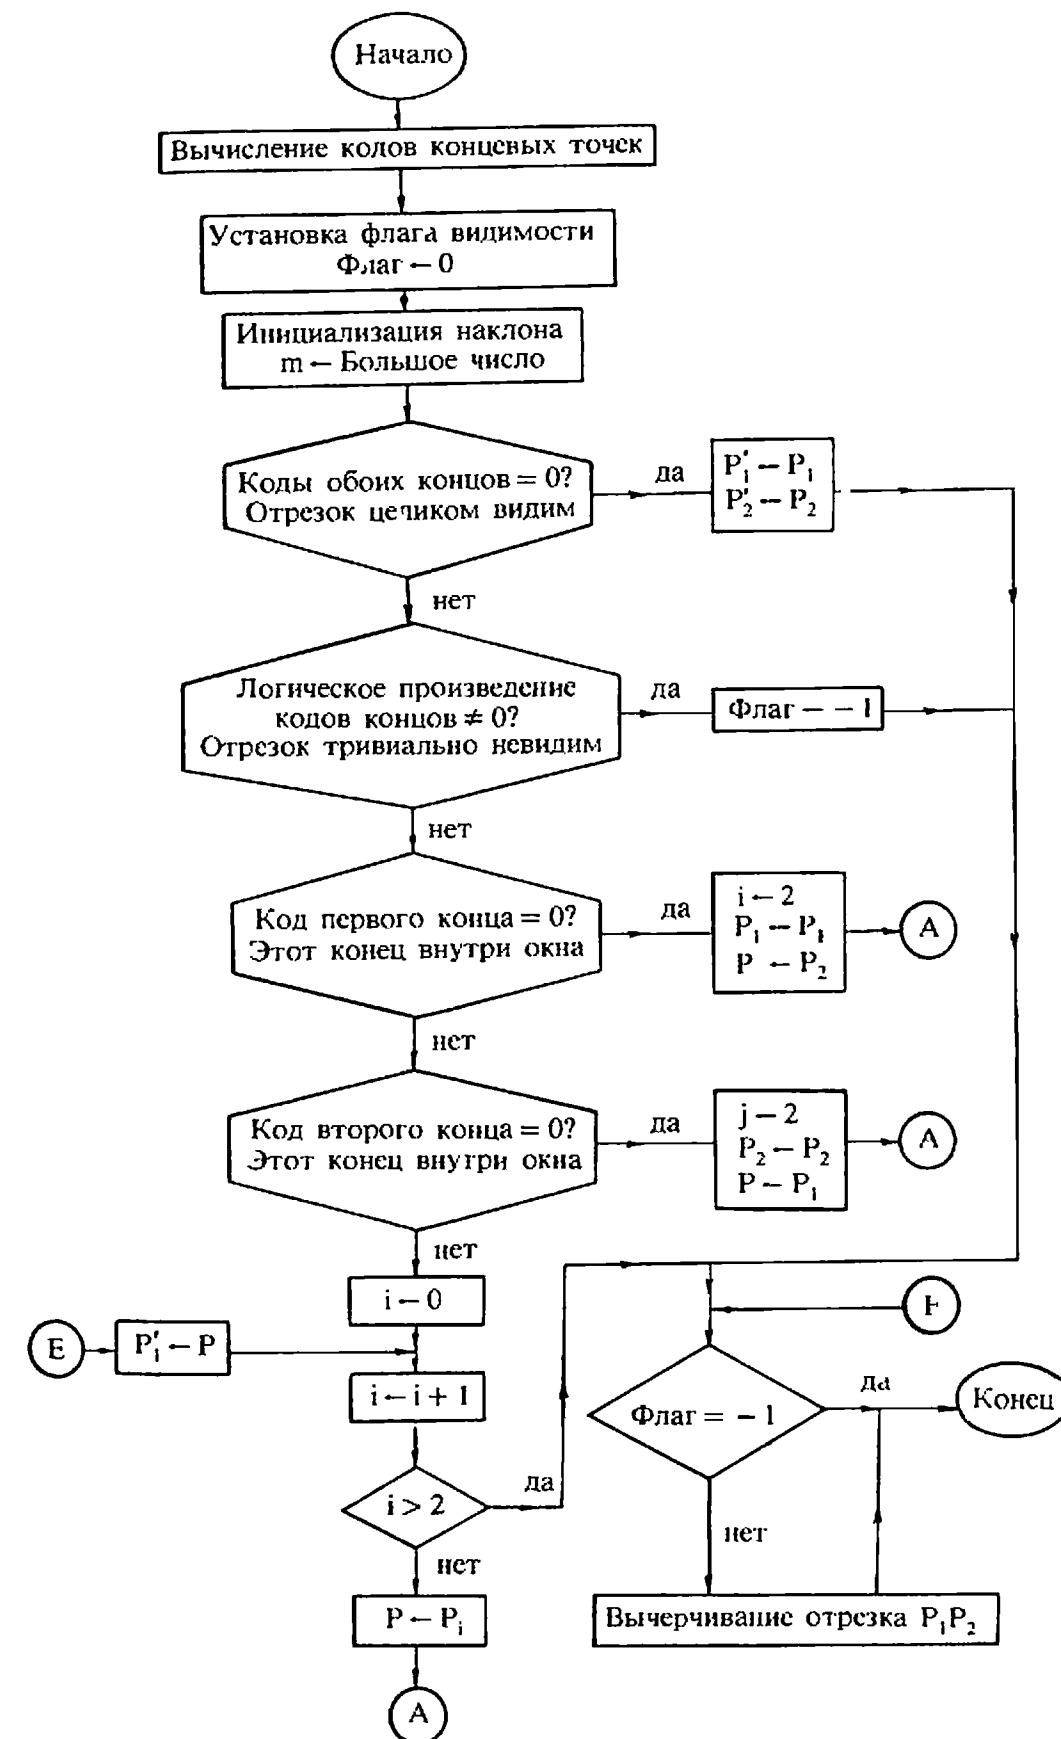 Начало
Вычисление кодов концевых точек
Установка флага видимости
Флаг ← 0
Инициализация наклона
m ← Большое число
Коды обоих концов = 0?
Отрезок целиком видим
да
P'₁ – P₁
P'₂ – P₂
нет
Логическое произведение
кодов концов ≠ 0?
Отрезок тривиально невидим
да
Флаг – – 1
нет
Код первого конца = 0?
Этот конец внутри окна
да
i ← 2
P₁ – P₁
P ← P₂
A
нет
Код второго конца = 0?
Этот конец внутри окна
да
j – 2
P₂ – P₂
P – P₁
A
нет
i – 0
E
P'₁ ← P
F
i ← i + 1
Флаг = – 1
да
Конец
i > 2
да
нет
нет
P ← Pᵢ
Вычерчивание отрезка P₁P₂
A